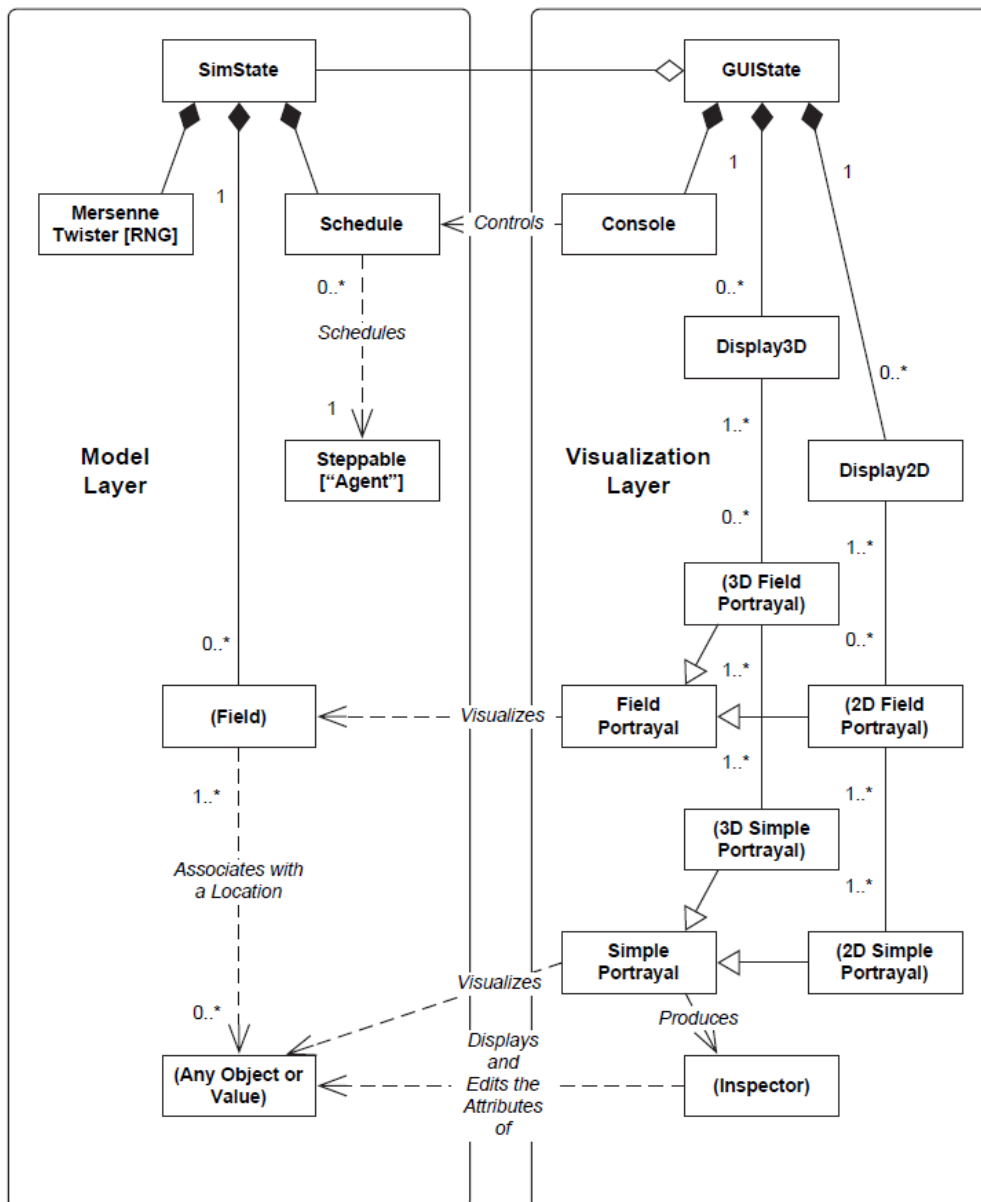 SimState
GUIState
1
1
1
Mersenne
Twister [RNG]
Schedule
Controls
Console
0..*
0..*
Schedules
Display3D
0..*
1
1..*
Model
Layer
Steppable
["Agent"]
Visualization
Layer
Display2D
0..*
1..*
(3D Field
Portrayal)
0..*
0..*
1..*
(Field)
Visualizes
Field
Portrayal
(2D Field
Portrayal)
1..*
1..*
1..*
(3D Simple
Portrayal)
Associates with
a Location
1..*
Simple
Portrayal
(2D Simple
Portrayal)
Visualizes
0..*
Produces
Displays
and
Edits the
Attributes
of
(Any Object or
Value)
(Inspector)